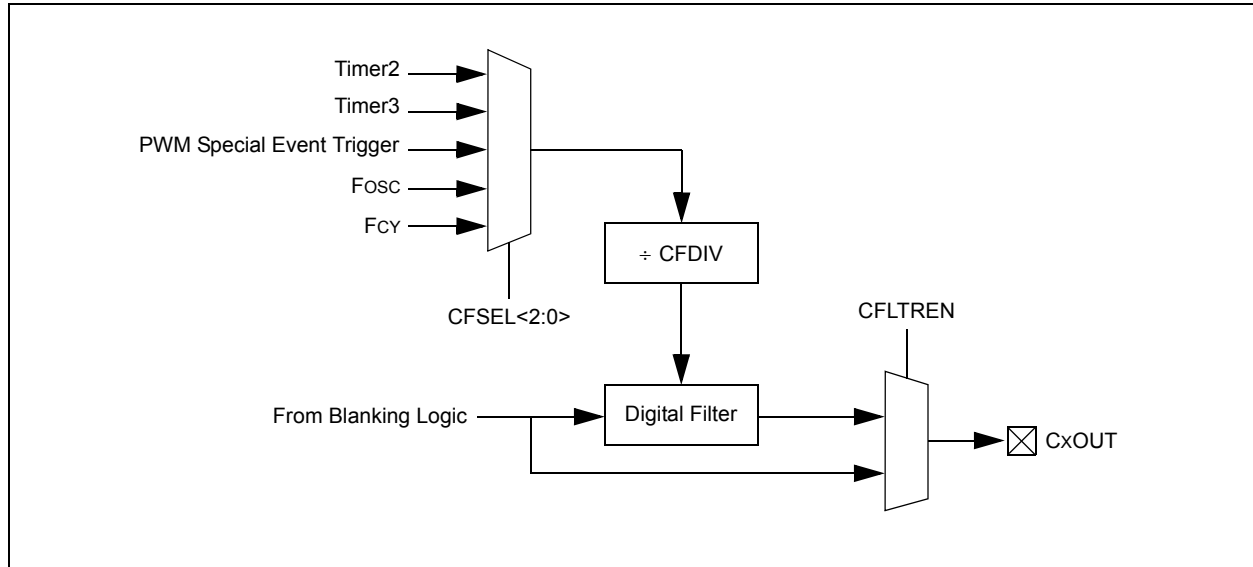 Timer2
Timer3
PWM Special Event Trigger
FOSC
FCY
÷ CFDIV
CFSEL<2:0>
CFLTREN
From Blanking Logic
Digital Filter
CxOUT